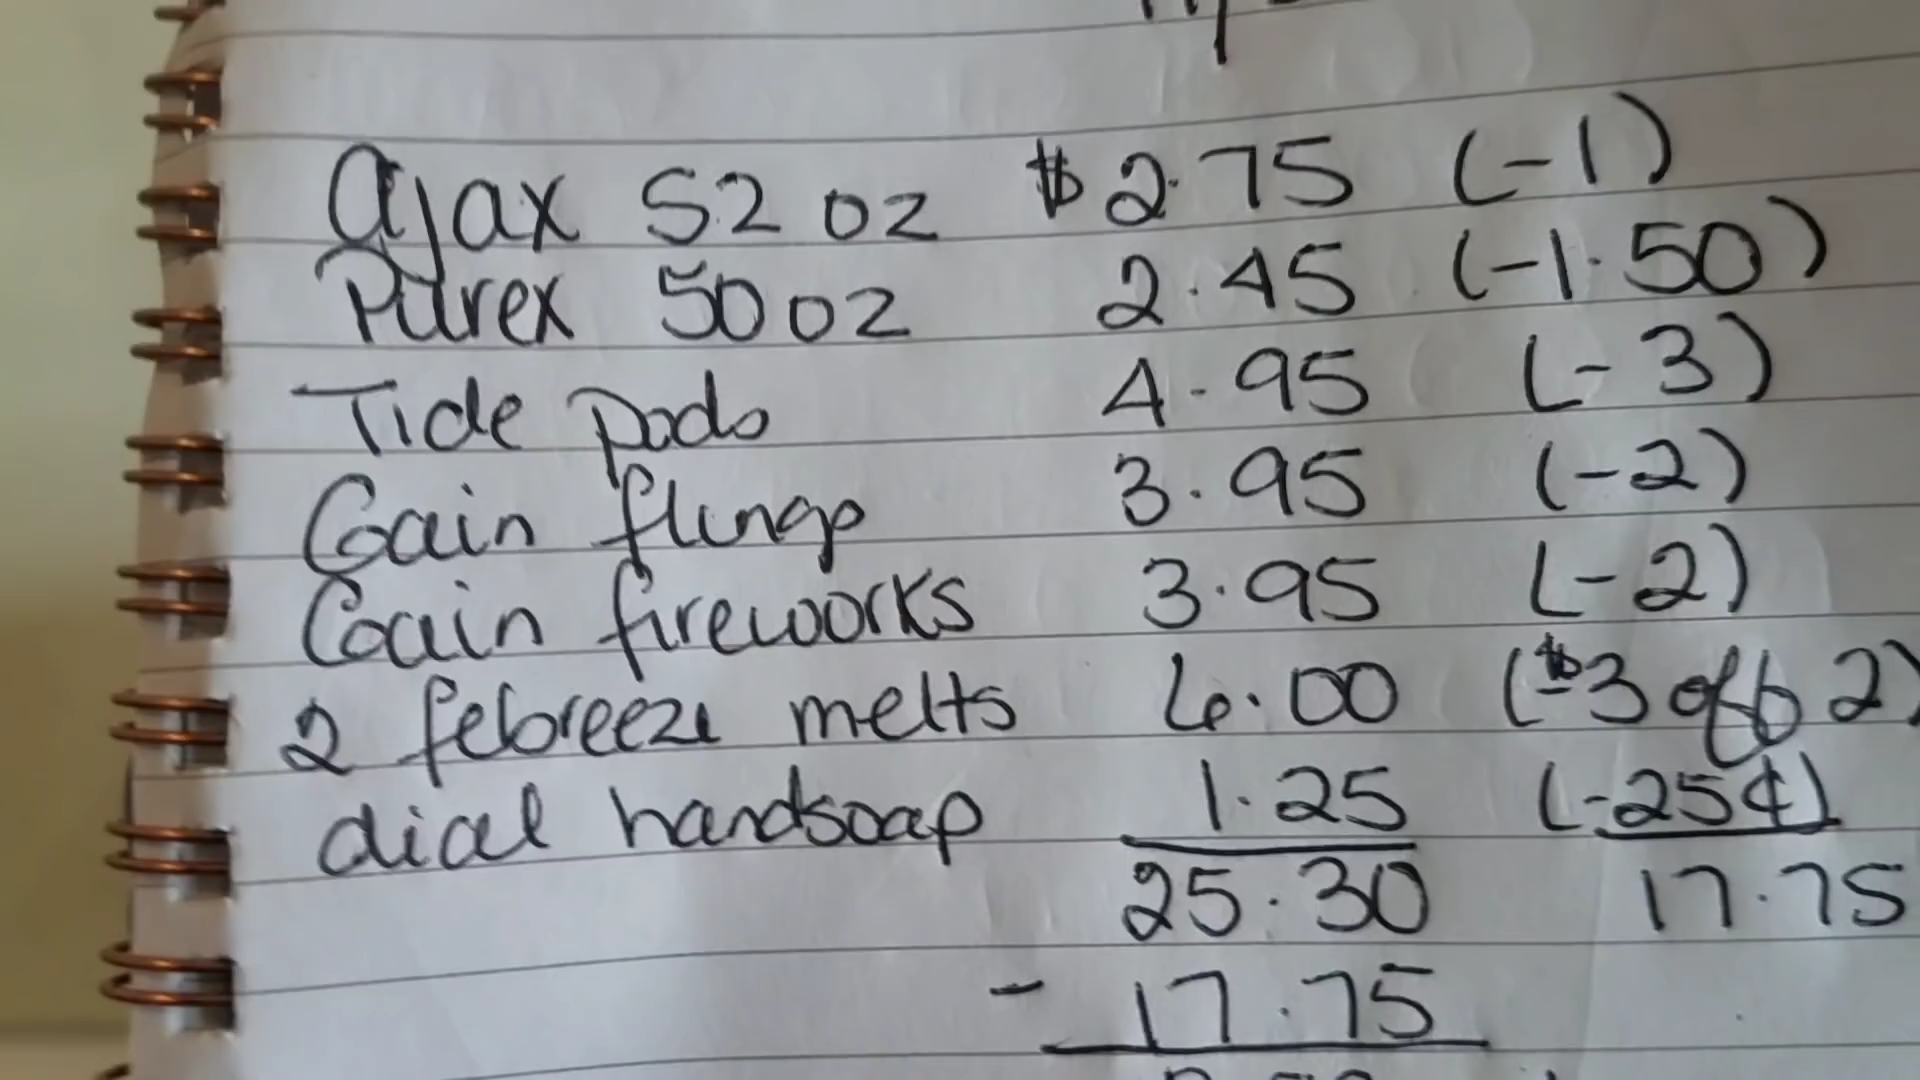 Ajax 52 oz $2.75 (-1)
Purex 50 oz 2.45 (-1.50)
Tide pods 4.95 (-3)
Gain flings 3.95 (-2)
Gain fireworks 3.95 (-2)
2 febreeze melts 6.00 ($3 off 2)
dial handsoap 1.25 (-25¢)
25.30 17.75
- 17.75